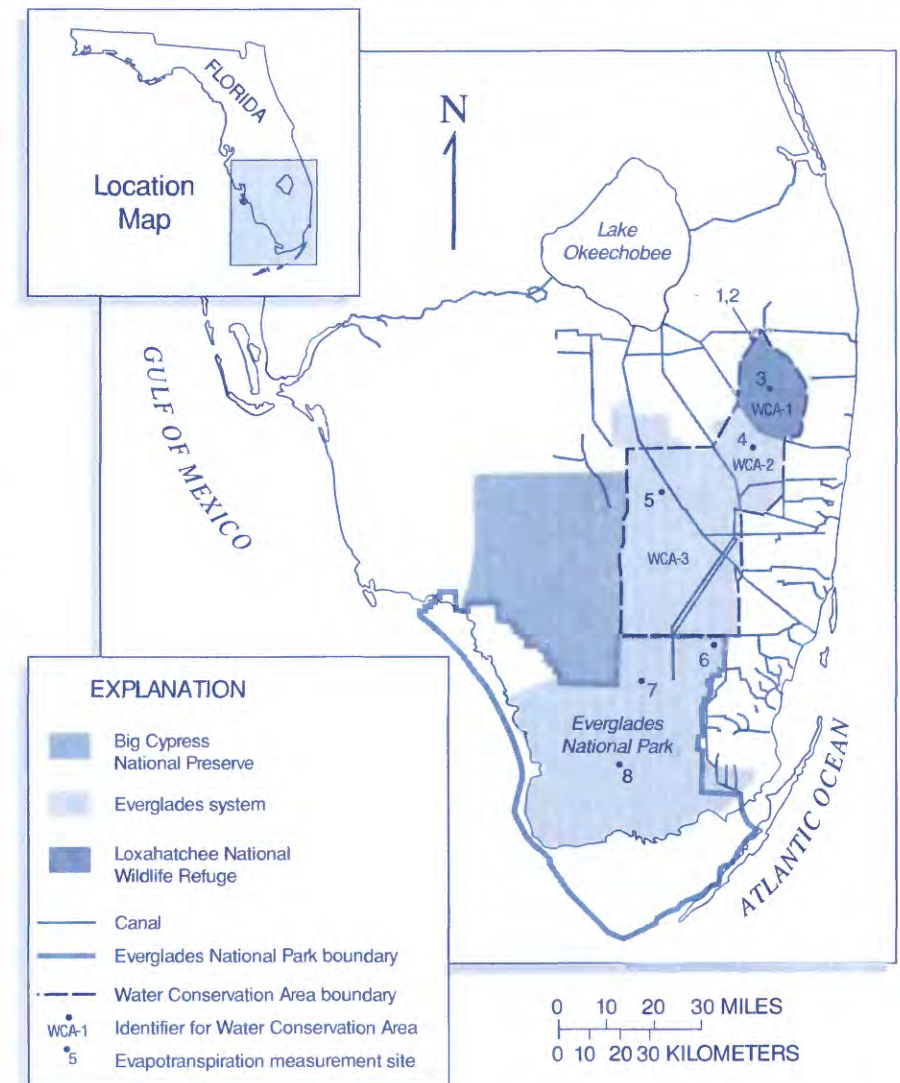 FLORIDA
Location
Map
N
Lake
Okeechobee
1,2
3
WCA-1
4
WCA-2
5
WCA-3
6
7
Everglades
National Park
8
GULF OF MEXICO
ATLANTIC OCEAN
EXPLANATION
Big Cypress
National Preserve
Everglades system
Loxahatchee National
Wildlife Refuge
Canal
Everglades National Park boundary
Water Conservation Area boundary
WCA-1 Identifier for Water Conservation Area
5 Evapotranspiration measurement site
0 10 20 30 MILES
0 10 20 30 KILOMETERS